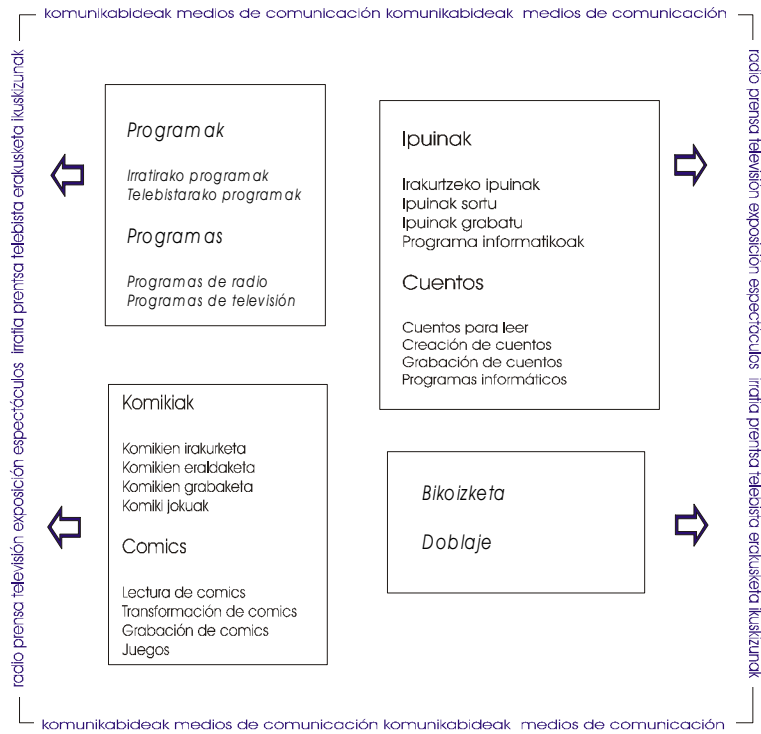 komunikabideak medios de comunicación komunikabideak medios de comunicación
radio prensa televisión exposición espectáculos irratia prentsa telebista erakusketa ikuskizunak
Programak
Irratirako programak
Telebistarako programak
Programas
Programas de radio
Programas de televisión
Ipuinak
Irakurtzeko ipuinak
Ipuinak sortu
Ipuinak grabatu
Programa informatikoak
Cuentos
Cuentos para leer
Creación de cuentos
Grabación de cuentos
Programas informáticos
Komikiak
Komikien irakurketa
Komikien eraldaketa
Komikien grabaketa
Komiki jokuak
Comics
Lectura de comics
Transformación de comics
Grabación de comics
Juegos
Bikoizketa
Doblaje
radio prensa televisión exposición espectáculos irratia prentsa telebista erakusketa ikuskizunak
komunikabideak medios de comunicación komunikabideak medios de comunicación